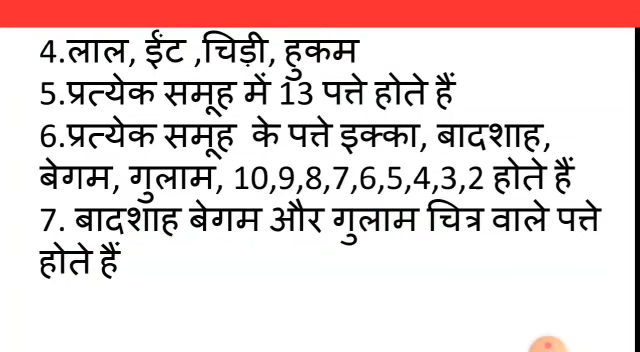 4.लाल, ईंट ,चिड़ी, हुकम
5.प्रत्येक समूह में 13 पत्ते होते हैं
6.प्रत्येक समूह के पत्ते इक्का, बादशाह,
बेगम, गुलाम, 10,9,8,7,6,5,4,3,2 होते हैं
7. बादशाह बेगम और गुलाम चित्र वाले पत्ते
होते हैं